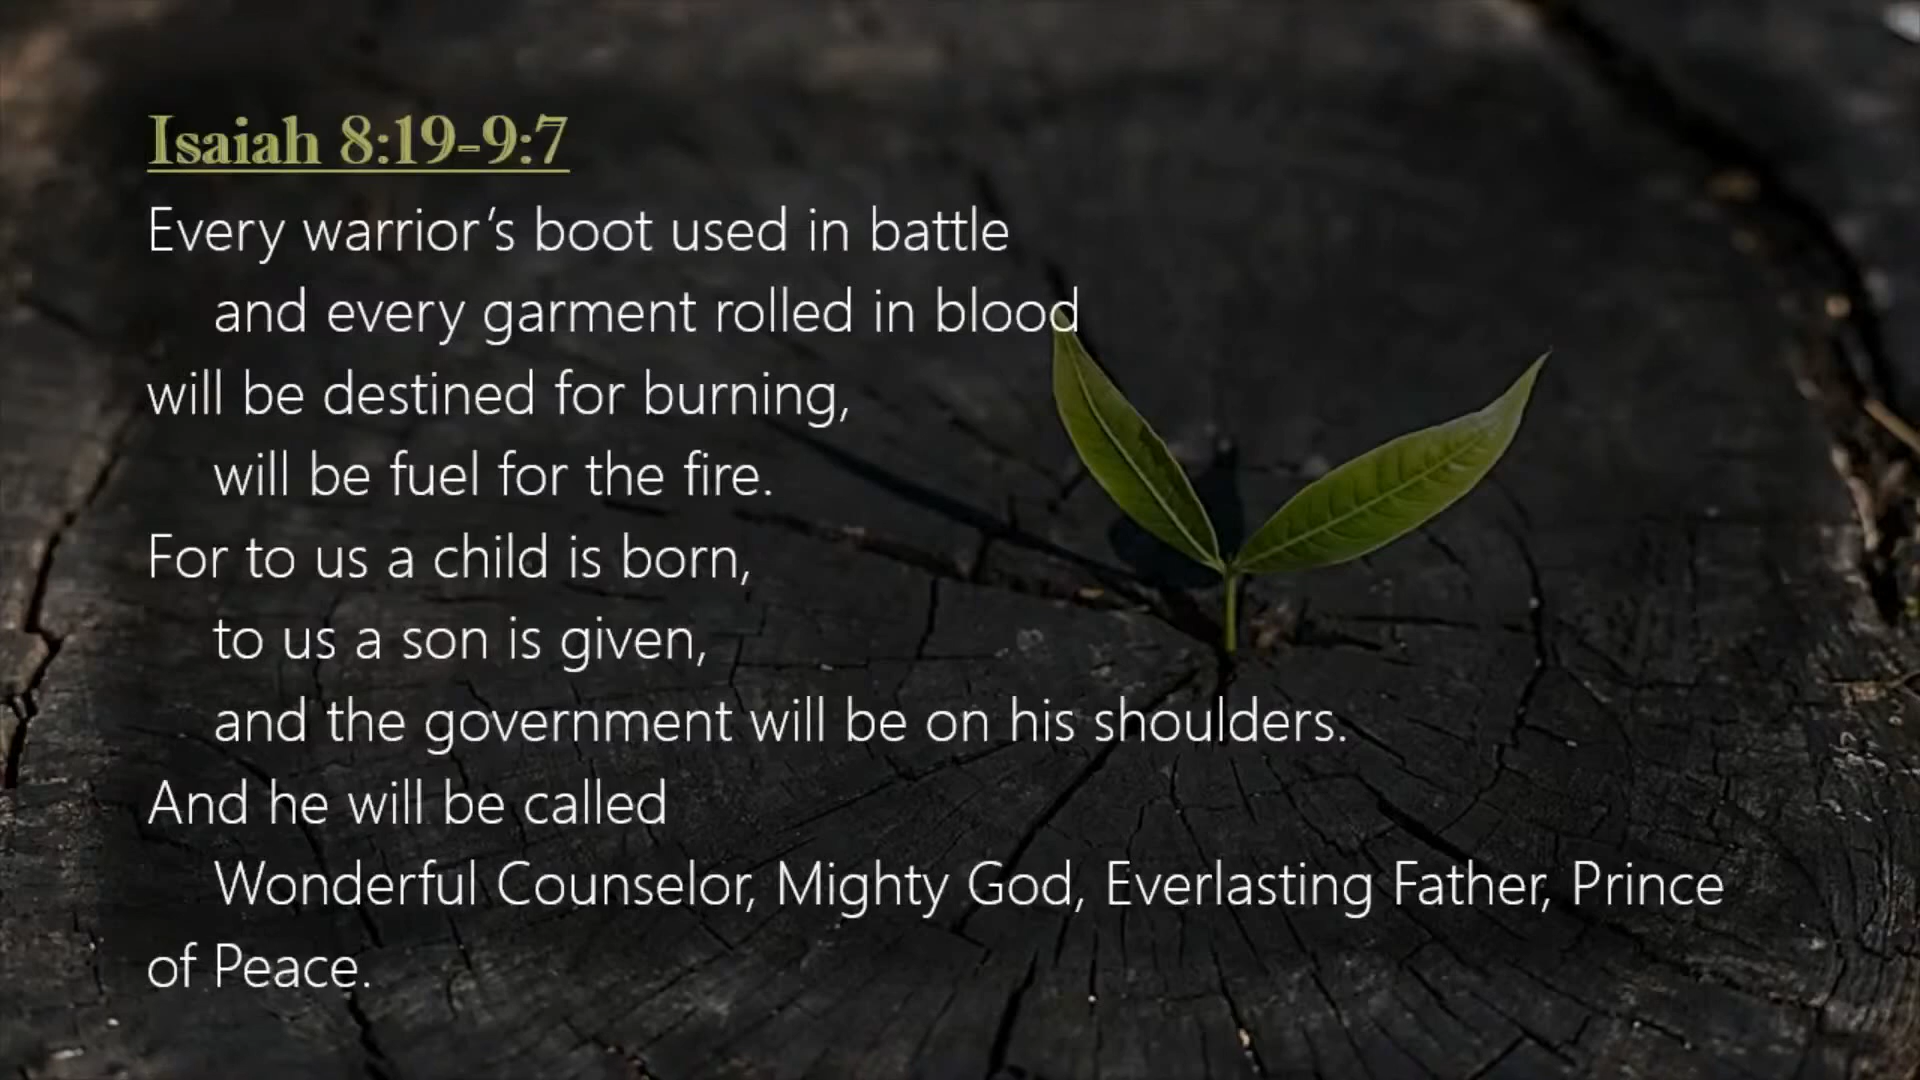 Isaiah 8:19-9:7
Every warrior’s boot used in battle
and every garment rolled in blood
will be destined for burning,
will be fuel for the fire.
For to us a child is born,
to us a son is given,
and the government will be on his shoulders.
And he will be called
Wonderful Counselor, Mighty God, Everlasting Father, Prince
of Peace.